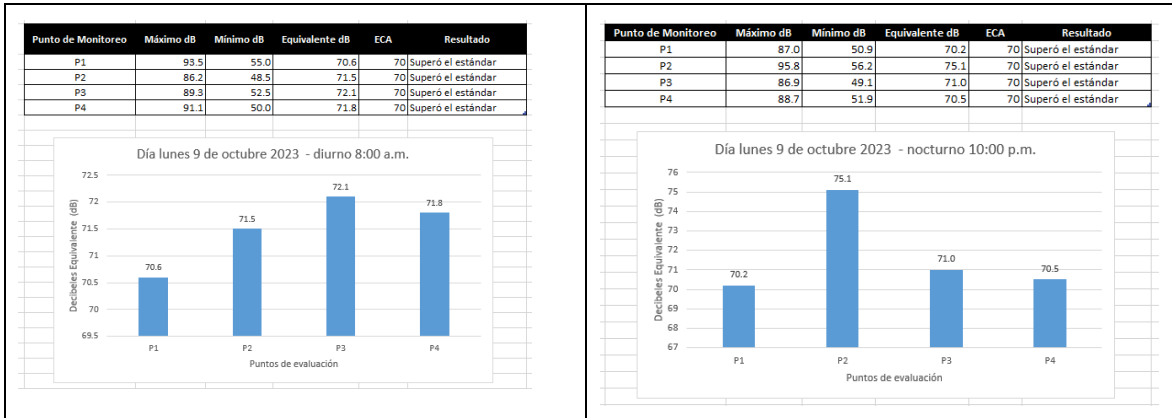 Punto de Monitoreo Máximo dB Mínimo dB Equivalente dB ECA Resultado
P1 93.5 55.0 70.6 70 Superó el estándar
P2 86.2 48.5 71.5 70 Superó el estándar
P3 89.3 52.5 72.1 70 Superó el estándar
P4 91.1 50.0 71.8 70 Superó el estándar
Día lunes 9 de octubre 2023 - diurno 8:00 a.m.
72.5
72
71.5
71
70.5
70
69.5
Decibeles Equivalente (dB)
70.6
71.5
72.1
71.8
P1 P2 P3 P4
Puntos de evaluación
Punto de Monitoreo Máximo dB Mínimo dB Equivalente dB ECA Resultado
P1 87.0 50.9 70.2 70 Superó el estándar
P2 95.8 56.2 75.1 70 Superó el estándar
P3 86.9 49.1 71.0 70 Superó el estándar
P4 88.7 51.9 70.5 70 Superó el estándar
Día lunes 9 de octubre 2023 - nocturno 10:00 p.m.
76
75
74
73
72
71
70
69
68
67
Decibeles Equivalente (dB)
70.2
75.1
71.0
70.5
P1 P2 P3 P4
Puntos de evaluación